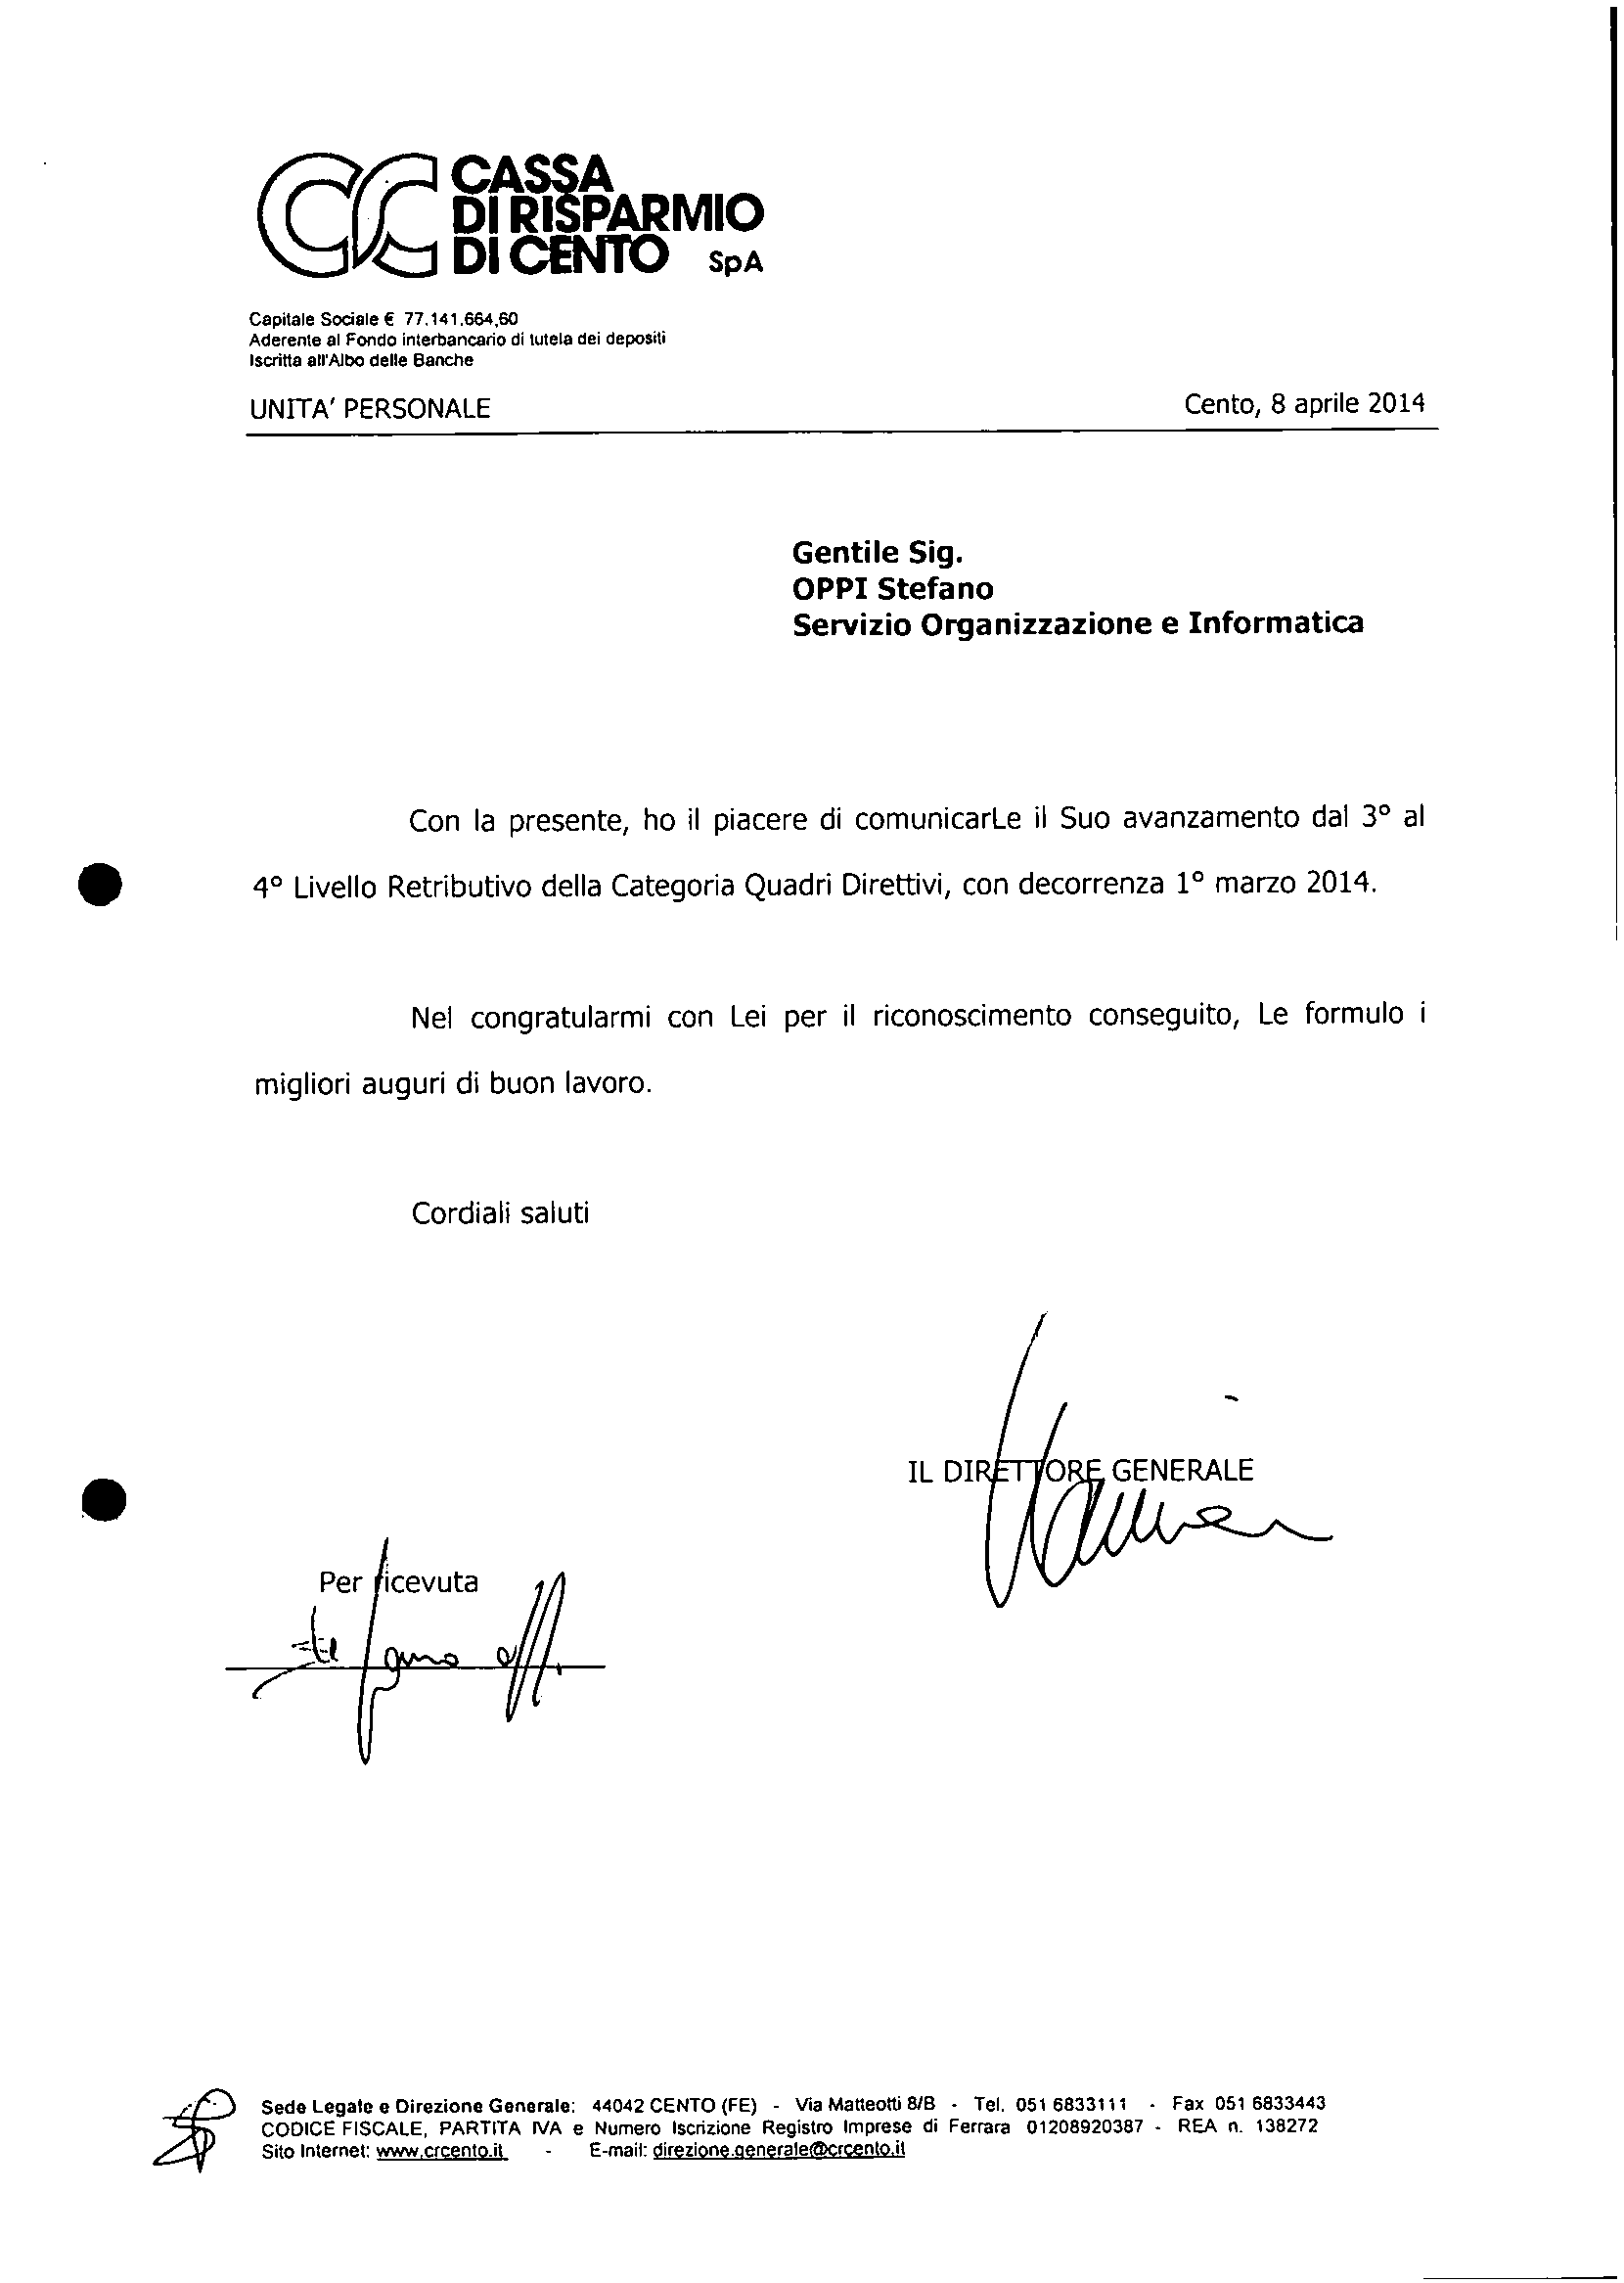 CASSA
DI RISPARMIO
DI CENTO SpA
Capitale Sociale € 77.141.664,60
Aderente al Fondo interbancario di tutela dei depositi
Iscritta all'Albo delle Banche
UNITA' PERSONALE
Cento, 8 aprile 2014
Gentile Sig.
OPPI Stefano
Servizio Organizzazione e Informatica
Con la presente, ho il piacere di comunicarLe il Suo avanzamento dal 3° al
4° Livello Retributivo della Categoria Quadri Direttivi, con decorrenza 1° marzo 2014.
Nel congratularmi con Lei per il riconoscimento conseguito, Le formulo i
migliori auguri di buon lavoro.
Cordiali saluti
IL DIRETTORE GENERALE
Per ricevuta
Sede Legale e Direzione Generale: 44042 CENTO (FE) - Via Matteotti 8/B - Tel. 051 6833111 - Fax 051 6833443
CODICE FISCALE, PARTITA IVA e Numero Iscrizione Registro Imprese di Ferrara 01208920387 - REA n. 138272
Sito Internet: www.crcento.it - E-mail: direzione.generale@crcento.it